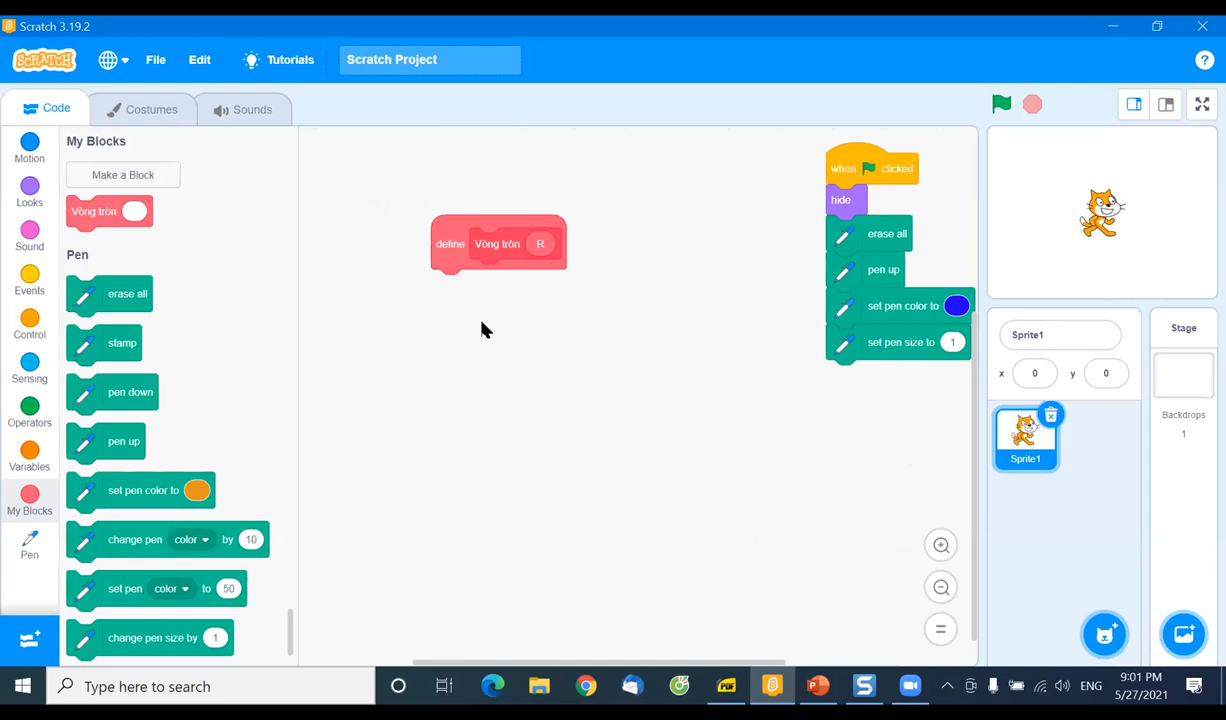 Scratch 3.19.2
SCRATCH File Edit Tutorials Scratch Project ?
Code Costumes Sounds
Motion
Looks
Sound
Events
Control
Sensing
Operators
Variables
My Blocks
Pen
My Blocks
Make a Block
Vòng tròn
Pen
erase all
stamp
pen down
pen up
set pen color to
change pen color by 10
set pen color to 50
change pen size by 1
define Vòng tròn R
when clicked
hide
erase all
pen up
set pen color to
set pen size to 1
Sprite1
x 0 y 0
Sprite1
Stage
Backdrops
1
Type here to search
ENG
9:01 PM
5/27/2021